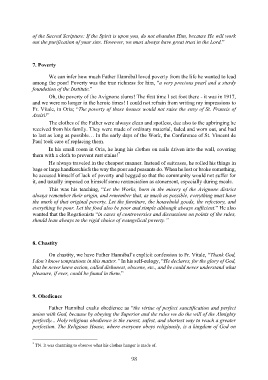 of the Sacred Scripture. If the Spirit is upon you, do not abandon Him, because He will work
out the purification of your sins. However, we must always have great trust in the Lord."
7. Poverty
We can infer how much Father Hannibal loved poverty from the life he wanted to lead
among the poor! Poverty was the true richness for him, "a very precious pearl and a sturdy
foundation of the Institute."
Oh, the poverty of the Avignone slums! The first time I set foot there - it was in 1917,
and we were no longer in the heroic times! I could not refrain from writing my impressions to
Fr. Vitale, in Oria: "The poverty of these houses would not raise the envy of St. Francis of
Assisi!"
The clothes of the Father were always clean and spotless, due also to the upbringing he
received from his family. They were made of ordinary material, faded and worn out, and had
to last as long as possible... In the early days of the Work, the Conference of St. Vincent de
Paul took care of replacing them.
In his small room in Oria, he hung his clothes on nails driven into the wall, covering
them with a cloth to prevent rust stains!
He always traveled in the cheapest manner. Instead of suitcases, he rolled his things in
bags or large handkerchiefs the way the poor and peasants do. When he lost or broke something,
he accused himself of lack of poverty and begged so that the community would not suffer for
it, and usually imposed on himself some renunciation as atonement, especially during meals.
This was his teaching: "Let the Works, born in the misery of the Avignone district
always remember their origin, and remember that, as much as possible, everything must have
the mark of that original poverty. Let the furniture, the household goods, the refectory, and
everything be poor. Let the food also be poor and simple although always sufficient." He also
wanted that the Rogationists "in cases of controversies and discussions on points of the rules,
should lean always to the rigid choice of evangelical poverty."
8. Chastity
On chastity, we have Father Hannibal's explicit confession to Fr. Vitale, "Thank God,
I don't know temptations in this matter." In his self-eulogy, "He declares, for the glory of God,
that he never knew action, called dishonest, obscene, etc., and he could never understand what
pleasure, if ever, could be found in them."
9. Obedience
Father Hannibal exalts obedience as "the virtue of perfect sanctification and perfect
union with God, because by obeying the Superior and the rules we do the will of the Almighty
perfectly... Holy religious obedience is the surest, safest, and shortest way to reach a greater
perfection. The Religious House, where everyone obeys religiously, is a kingdom of God on
TN: It was charming to observe what his clothes hanger is made of.
98